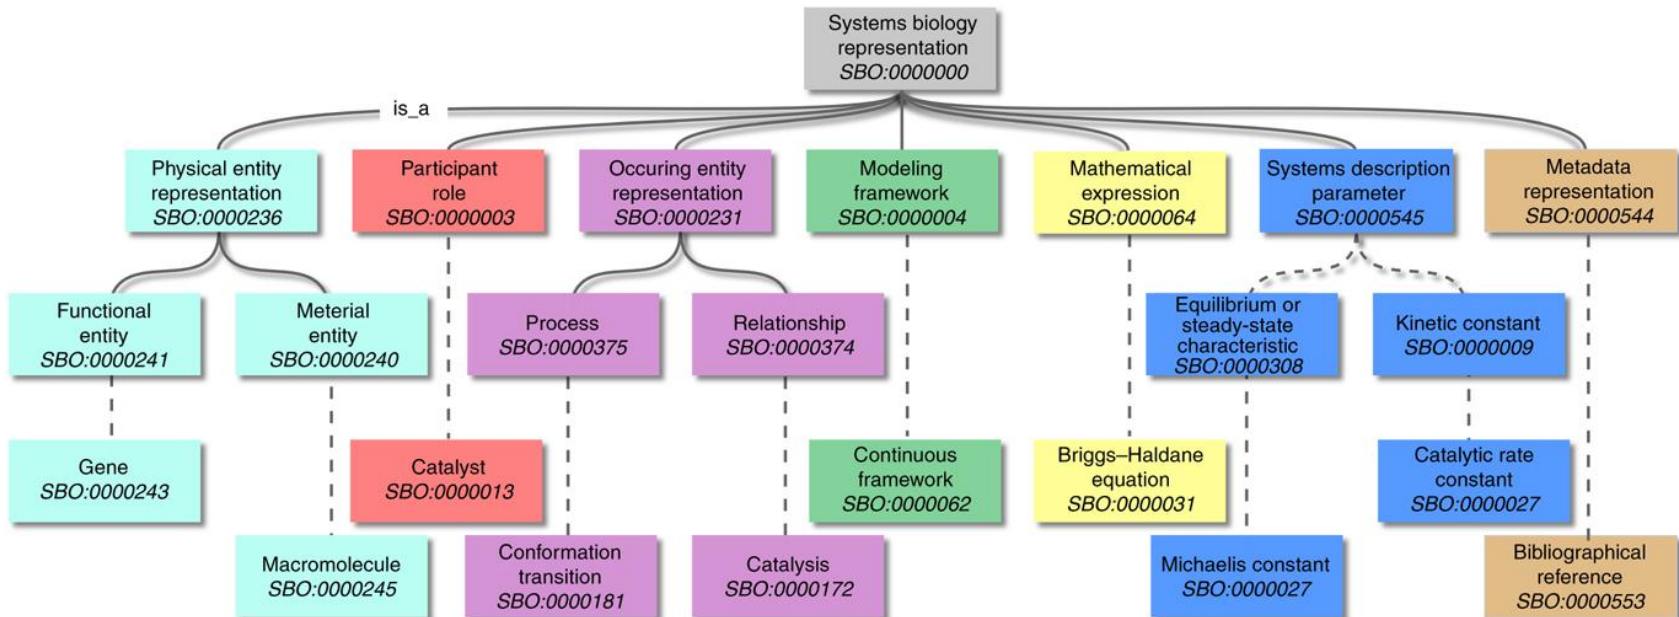 Systems biology
representation
SBO:0000000
is_a
Physical entity
representation
SBO:0000236
Participant
role
SBO:0000003
Occuring entity
representation
SBO:0000231
Modeling
framework
SBO:0000004
Mathematical
expression
SBO:0000064
Systems description
parameter
SBO:0000545
Metadata
representation
SBO:0000544
Functional
entity
SBO:0000241
Meterial
entity
SBO:0000240
Process
SBO:0000375
Relationship
SBO:0000374
Equilibrium or
steady-state
characteristic
SBO:0000308
Kinetic constant
SBO:0000009
Gene
SBO:0000243
Catalyst
SBO:0000013
Continuous
framework
SBO:0000062
Briggs–Haldane
equation
SBO:0000031
Catalytic rate
constant
SBO:0000027
Macromolecule
SBO:0000245
Conformation
transition
SBO:0000181
Catalysis
SBO:0000172
Michaelis constant
SBO:0000027
Bibliographical
reference
SBO:0000553